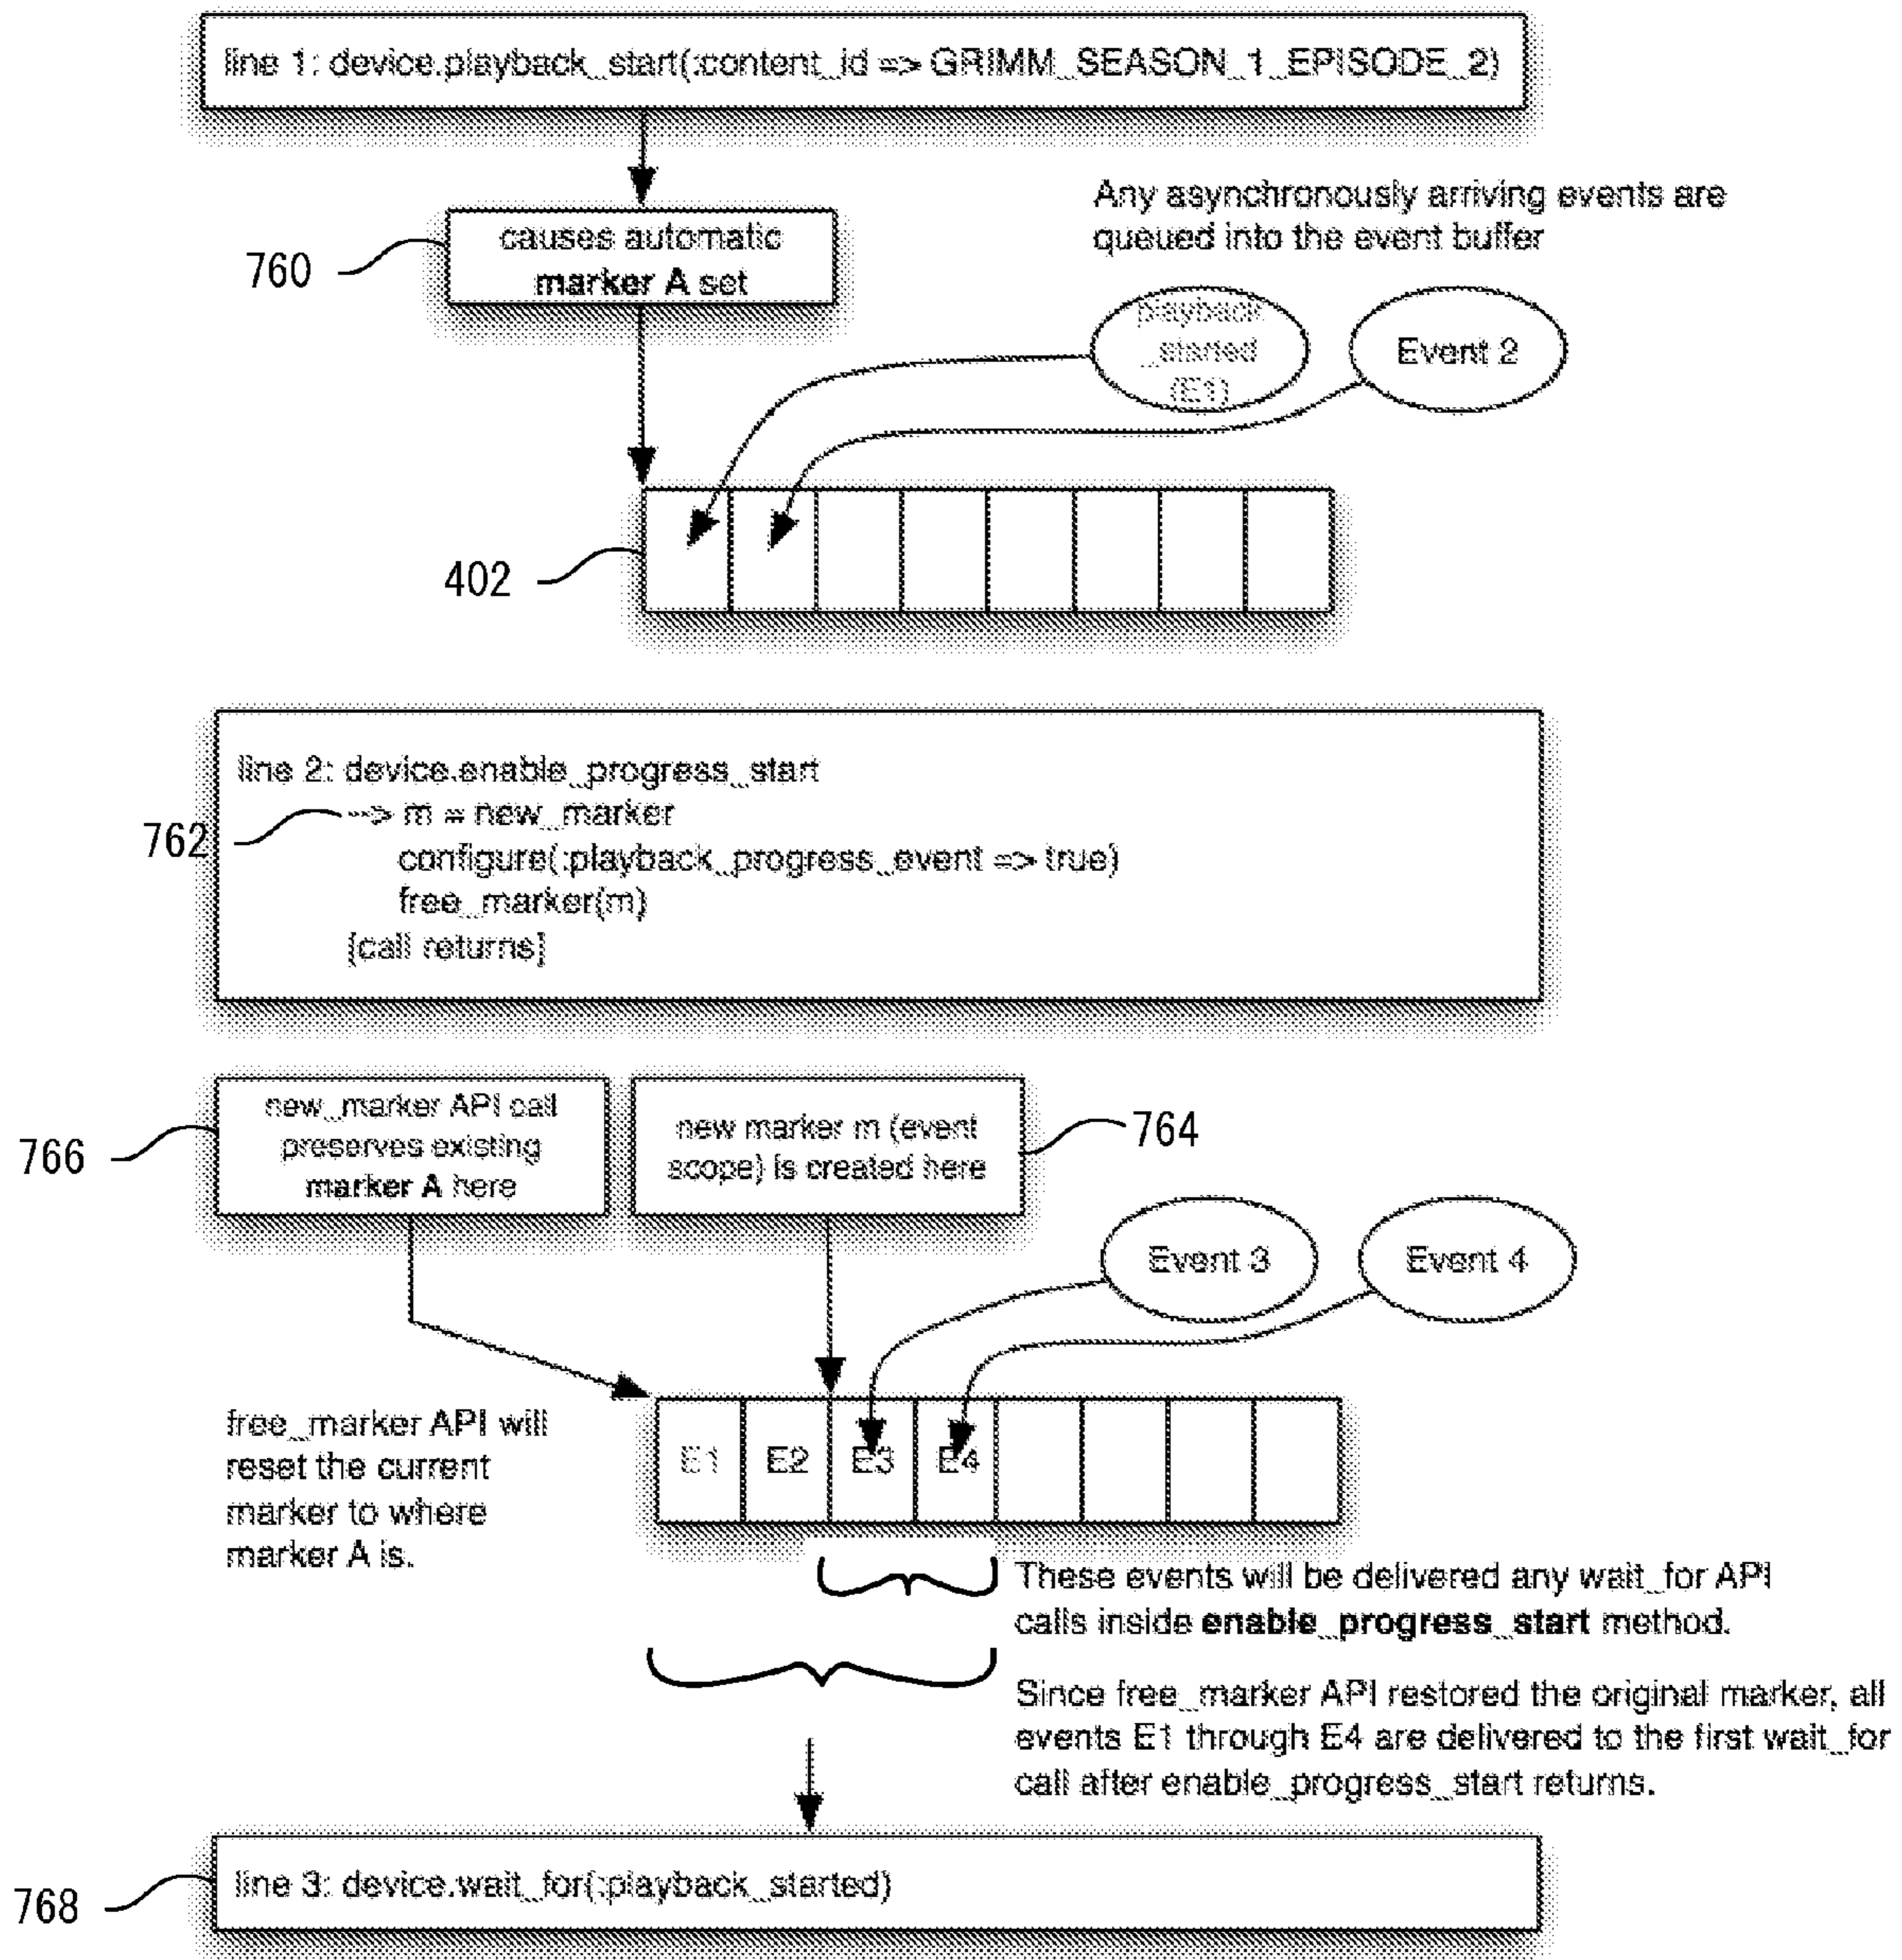 line 1: device.playback_start(:content_id => GRIMM_SEASON_1_EPISODE_2)
causes automatic
marker A set
760
Any asynchronously arriving events are
queued into the event buffer
playback
_started
(E1)
Event 2
402
line 2: device.enable_progress_start
--> m = new_marker
762
configure(:playback_progress_event => true)
free_marker(m)
[call returns]
new_marker API call
preserves existing
marker A here
766
new marker m (event
scope) is created here
764
Event 3
Event 4
free_marker API will
reset the current
marker to where
marker A is.
E1 E2 E3 E4
These events will be delivered any wait_for API
calls inside enable_progress_start method.
Since free_marker API restored the original marker, all
events E1 through E4 are delivered to the first wait_for
call after enable_progress_start returns.
line 3: device.wait_for(:playback_started)
768